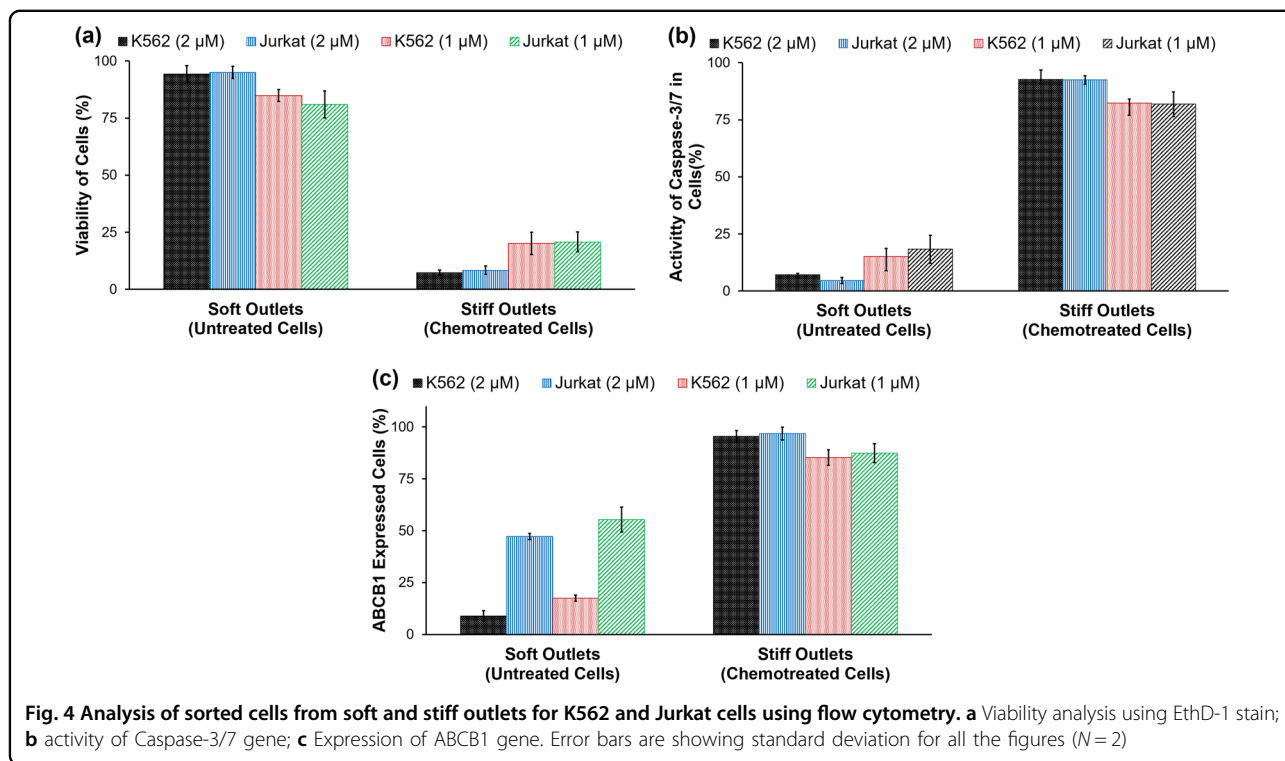 (a)
K562 (2 µM) Jurkat (2 µM) K562 (1 µM) Jurkat (1 µM)
Viability of Cells (%)
100
75
50
25
0
Soft Outlets
(Untreated Cells)
Stiff Outlets
(Chemotreated Cells)
(b)
K562 (2 µM) Jurkat (2 µM) K562 (1 µM) Jurkat (1 µM)
Activity of Caspase-3/7 in
Cells(%)
100
75
50
25
0
Soft Outlets
(Untreated Cells)
Stiff Outlets
(Chemotreated Cells)
(c)
K562 (2 µM) Jurkat (2 µM) K562 (1 µM) Jurkat (1 µM)
ABCB1 Expressed Cells (%)
100
75
50
25
0
Soft Outlets
(Untreated Cells)
Stiff Outlets
(Chemotreated Cells)
Fig. 4 Analysis of sorted cells from soft and stiff outlets for K562 and Jurkat cells using flow cytometry. a Viability analysis using EthD-1 stain;
b activity of Caspase-3/7 gene; c Expression of ABCB1 gene. Error bars are showing standard deviation for all the figures (N = 2)